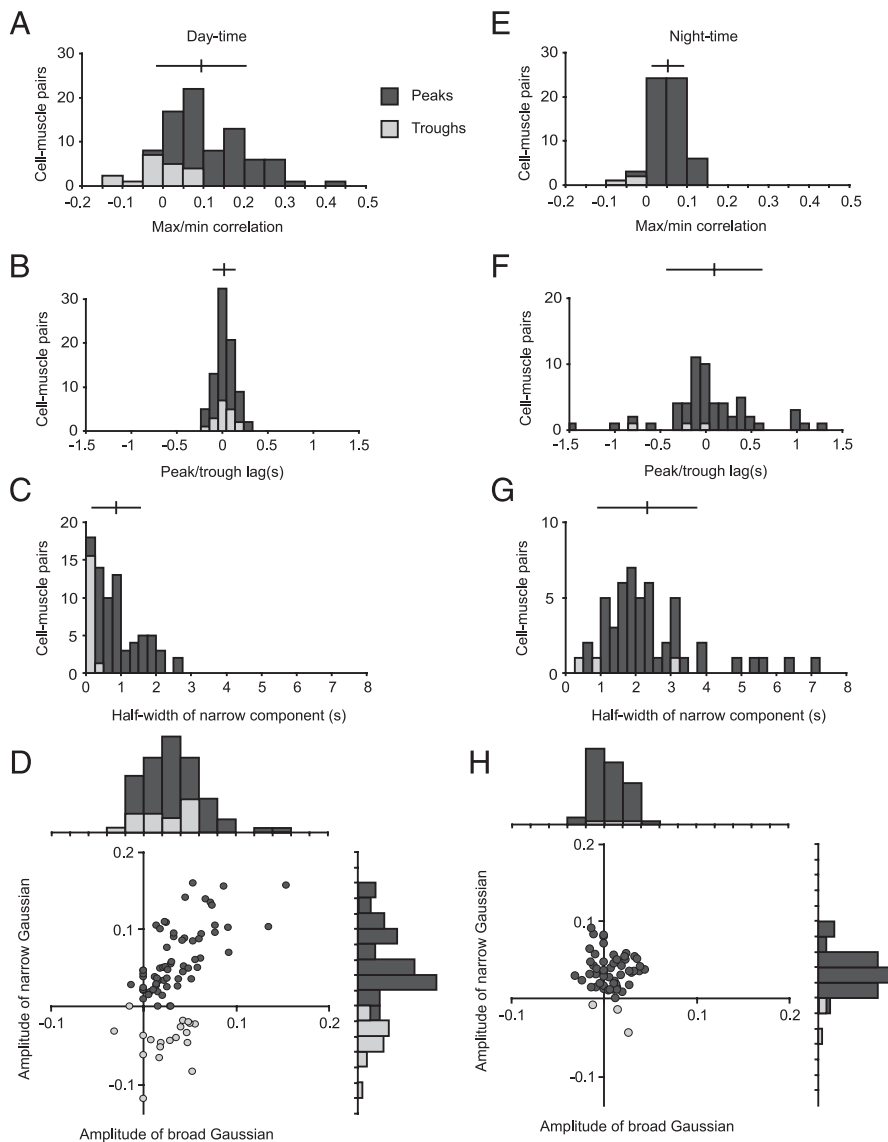 A
Day-time
Cell-muscle pairs
30
20
10
0
-0.2
-0.1
0
0.1
0.2
0.3
0.4
0.5
Max/min correlation
Peaks
Troughs
E
Night-time
Cell-muscle pairs
30
20
10
0
-0.2
-0.1
0
0.1
0.2
0.3
0.4
0.5
Max/min correlation
B
Cell-muscle pairs
30
20
10
0
-1.5
-1
-0.5
0
0.5
1
1.5
Peak/trough lag(s)
F
Cell-muscle pairs
20
10
0
-1.5
-1
-0.5
0
0.5
1
1.5
Peak/trough lag(s)
C
Cell-muscle pairs
20
15
10
5
0
0
1
2
3
4
5
6
7
8
Half-width of narrow component (s)
G
Cell-muscle pairs
10
5
0
0
1
2
3
4
5
6
7
8
Half-width of narrow component (s)
D
Amplitude of narrow Gaussian
0.2
0.1
-0.1
-0.1
0.1
0.2
Amplitude of broad Gaussian
H
Amplitude of narrow Gaussian
0.2
0.1
-0.1
-0.1
0.1
0.2
Amplitude of broad Gaussian